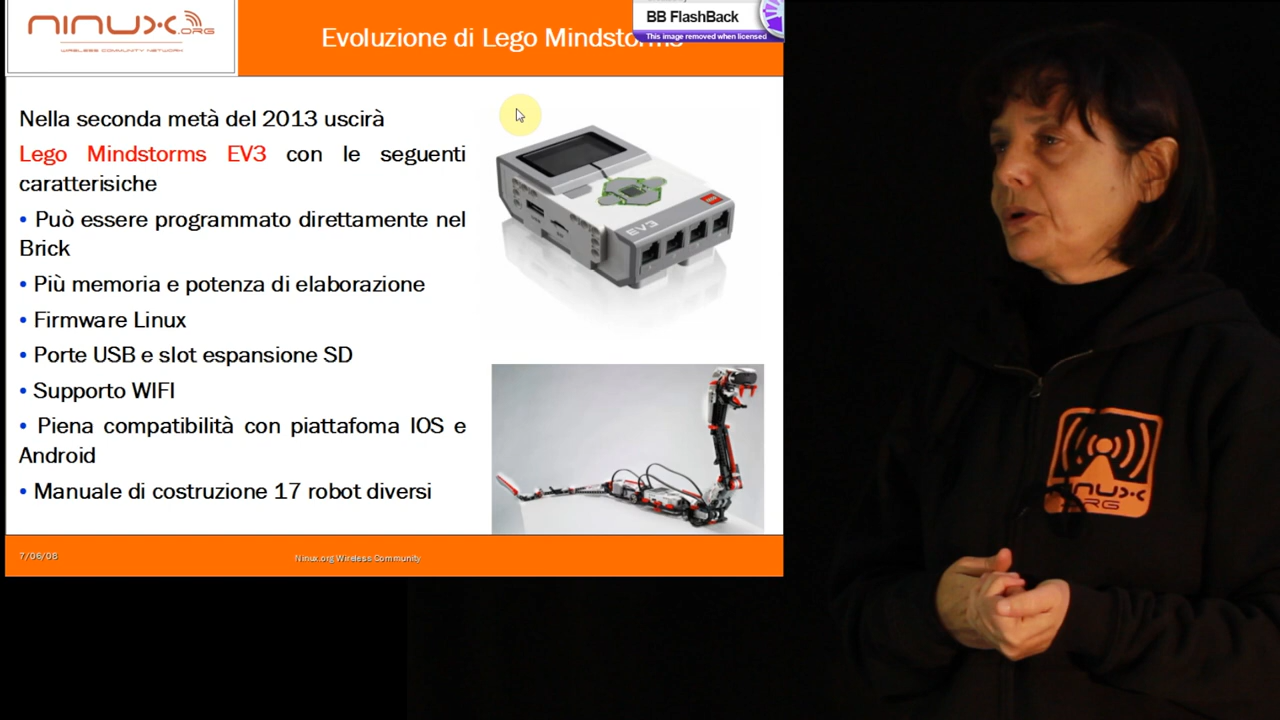 ninux.ORG
WIRELESS COMMUNITY NETWORK
Evoluzione di Lego Mindstorms
BB FlashBack
This image removed when licensed
Nella seconda metà del 2013 uscirà
Lego Mindstorms EV3 con le seguenti
caratterisiche
• Può essere programmato direttamente nel
Brick
• Più memoria e potenza di elaborazione
• Firmware Linux
• Porte USB e slot espansione SD
• Supporto WIFI
• Piena compatibilità con piattafoma IOS e
Android
• Manuale di costruzione 17 robot diversi
EV3
7/06/08
Ninux.org Wireless Community
NINUX
.ORG